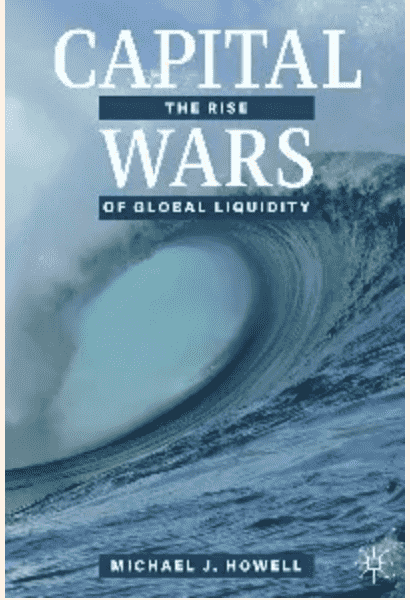 CAPITAL
THE RISE
WARS
OF GLOBAL LIQUIDITY
MICHAEL J. HOWELL